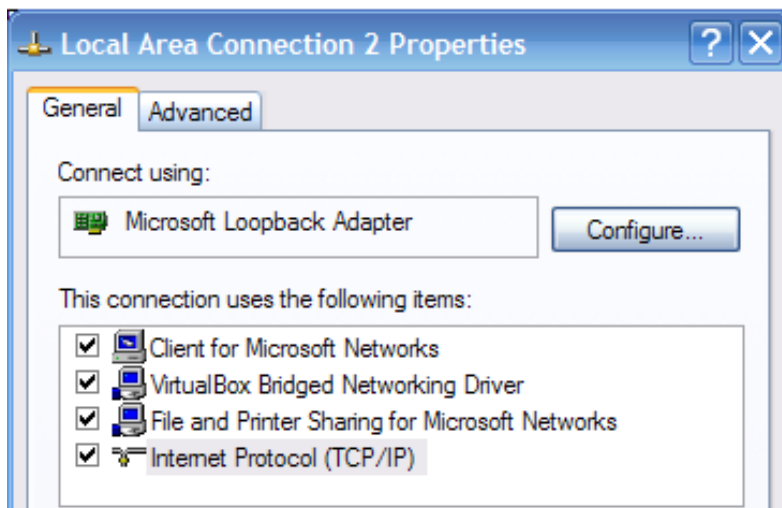 Local Area Connection 2 Properties
General
Advanced
Connect using:
Microsoft Loopback Adapter
Configure...
This connection uses the following items:
Client for Microsoft Networks
VirtualBox Bridged Networking Driver
File and Printer Sharing for Microsoft Networks
Internet Protocol (TCP/IP)